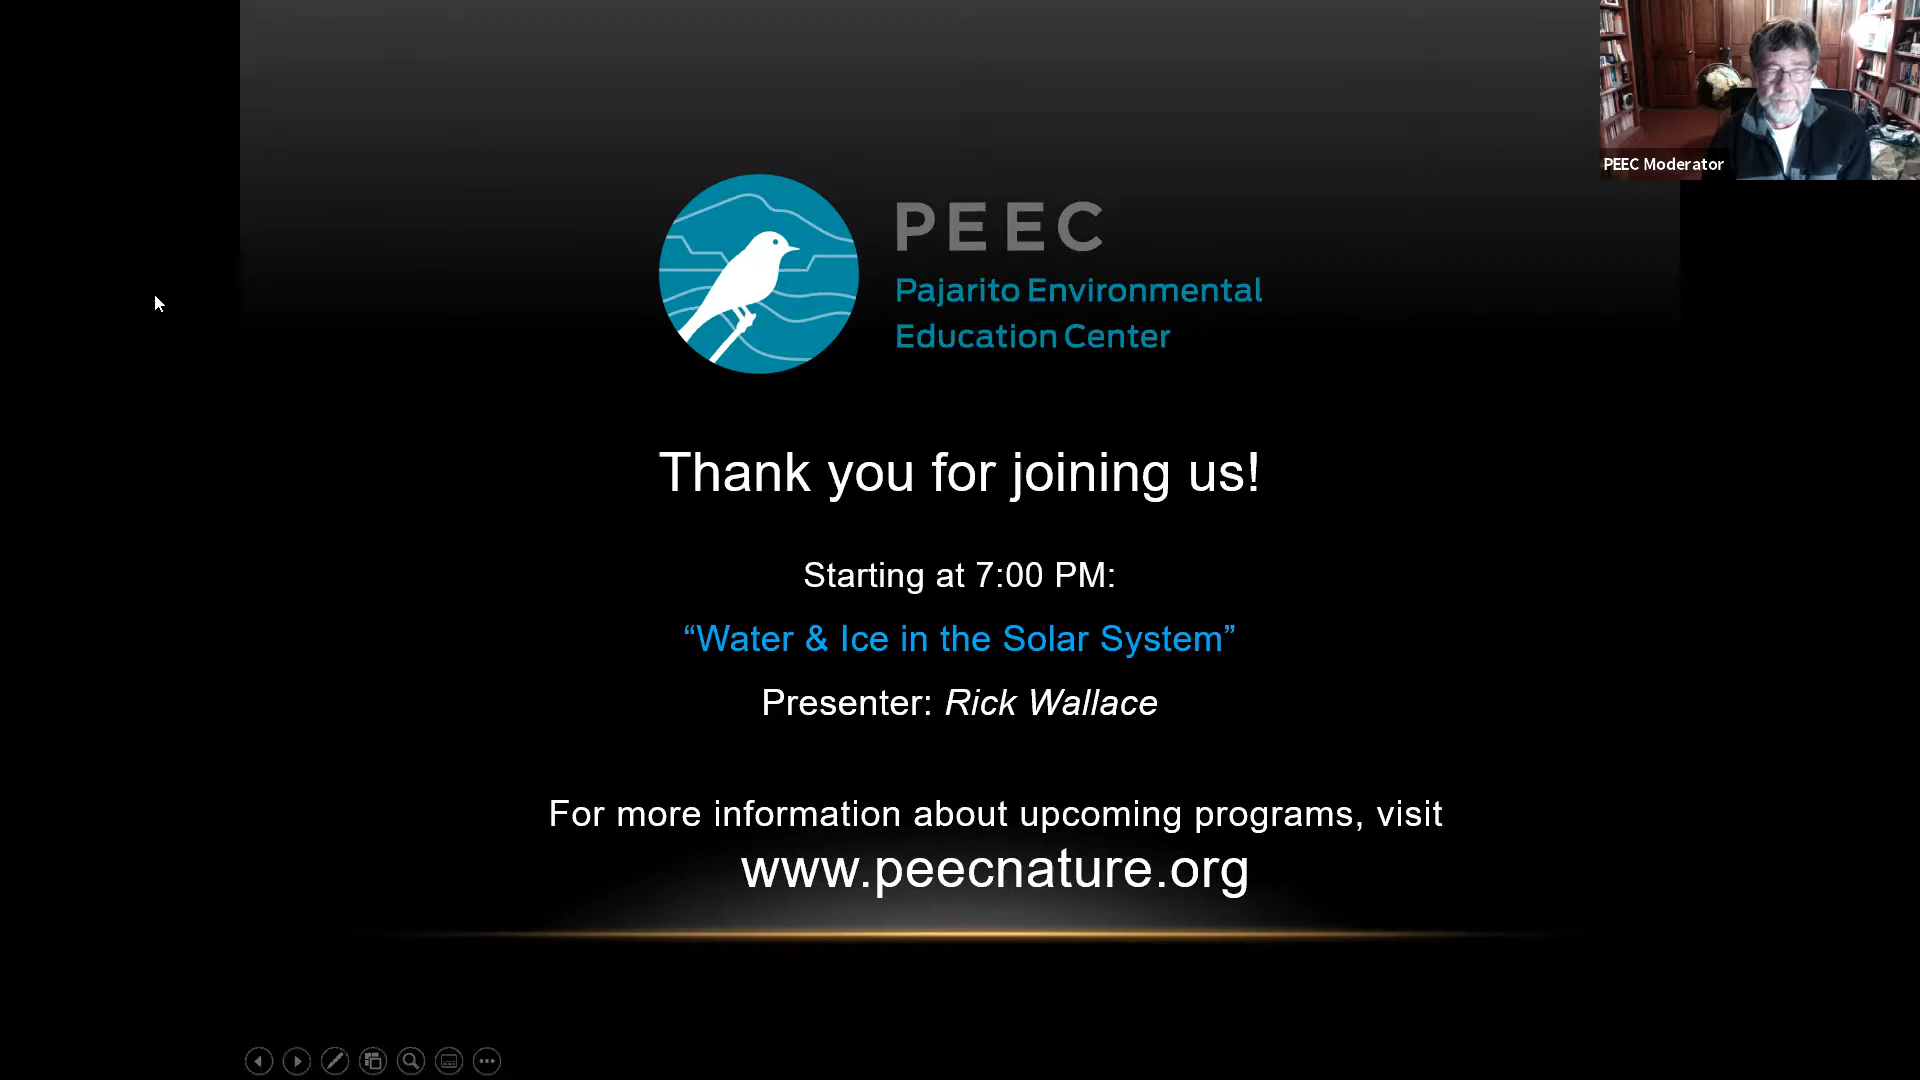 PEEC Moderator
PEEC
Pajarito Environmental
Education Center
Thank you for joining us!
Starting at 7:00 PM:
“Water & Ice in the Solar System”
Presenter: Rick Wallace
For more information about upcoming programs, visit
www.peecnature.org